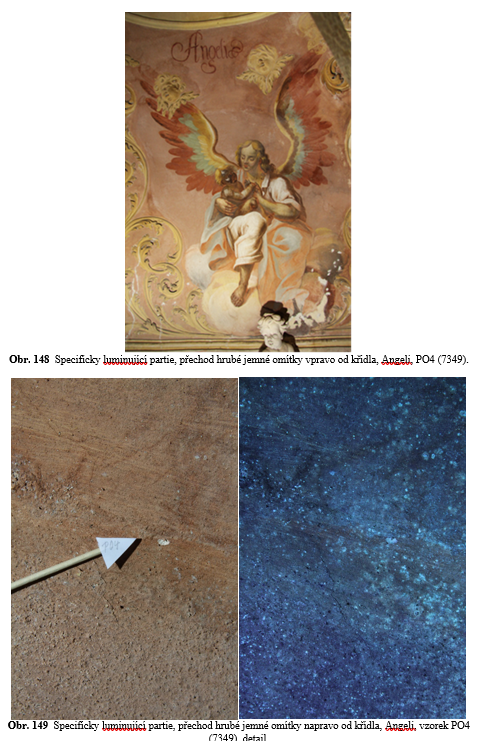 Angelus
Obr. 148 Specificky luminující partie, přechod hrubé jemné omítky vpravo od křídla, Angeli, PO4 (7349).
Obr. 149 Specificky luminující partie, přechod hrubé jemné omítky napravo od křídla, Angeli, vzorek PO4
(7349), detail.